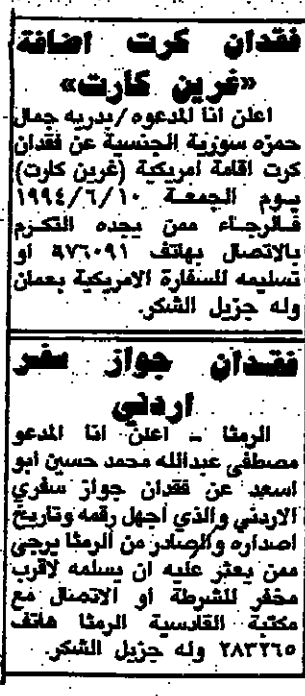 فقدان كرت اضافة
«غرين كارت»
اعلن انا المدعوه/بدريه جمال
حمزه سورية الجنسية عن فقدان
كرت اقامة امريكية (غرين كارت)
يوم الجمعة ١٩٩٤/٦/١٠
فالرجاء ممن يجده التكرم
بالاتصال بهاتف ٩٧٦٠٩١ او
تسليمه للسفارة الامريكية بعمان
وله جزيل الشكر.
فقدان جواز سفر
اردني
الرمثا - اعلن انا المدعو
مصطفى عبدالله محمد حسين ابو
اسعيد عن فقدان جواز سفري
الاردني والذي اجهل رقمه وتاريخ
اصداره والصادر من الرمثا يرجى
ممن يعثر عليه ان يسلمه لاقرب
مخفر للشرطة أو الاتصال مع
مكتبة القادسية الرمثا هاتف
٢٨٣٢٦٥ وله جزيل الشكر.